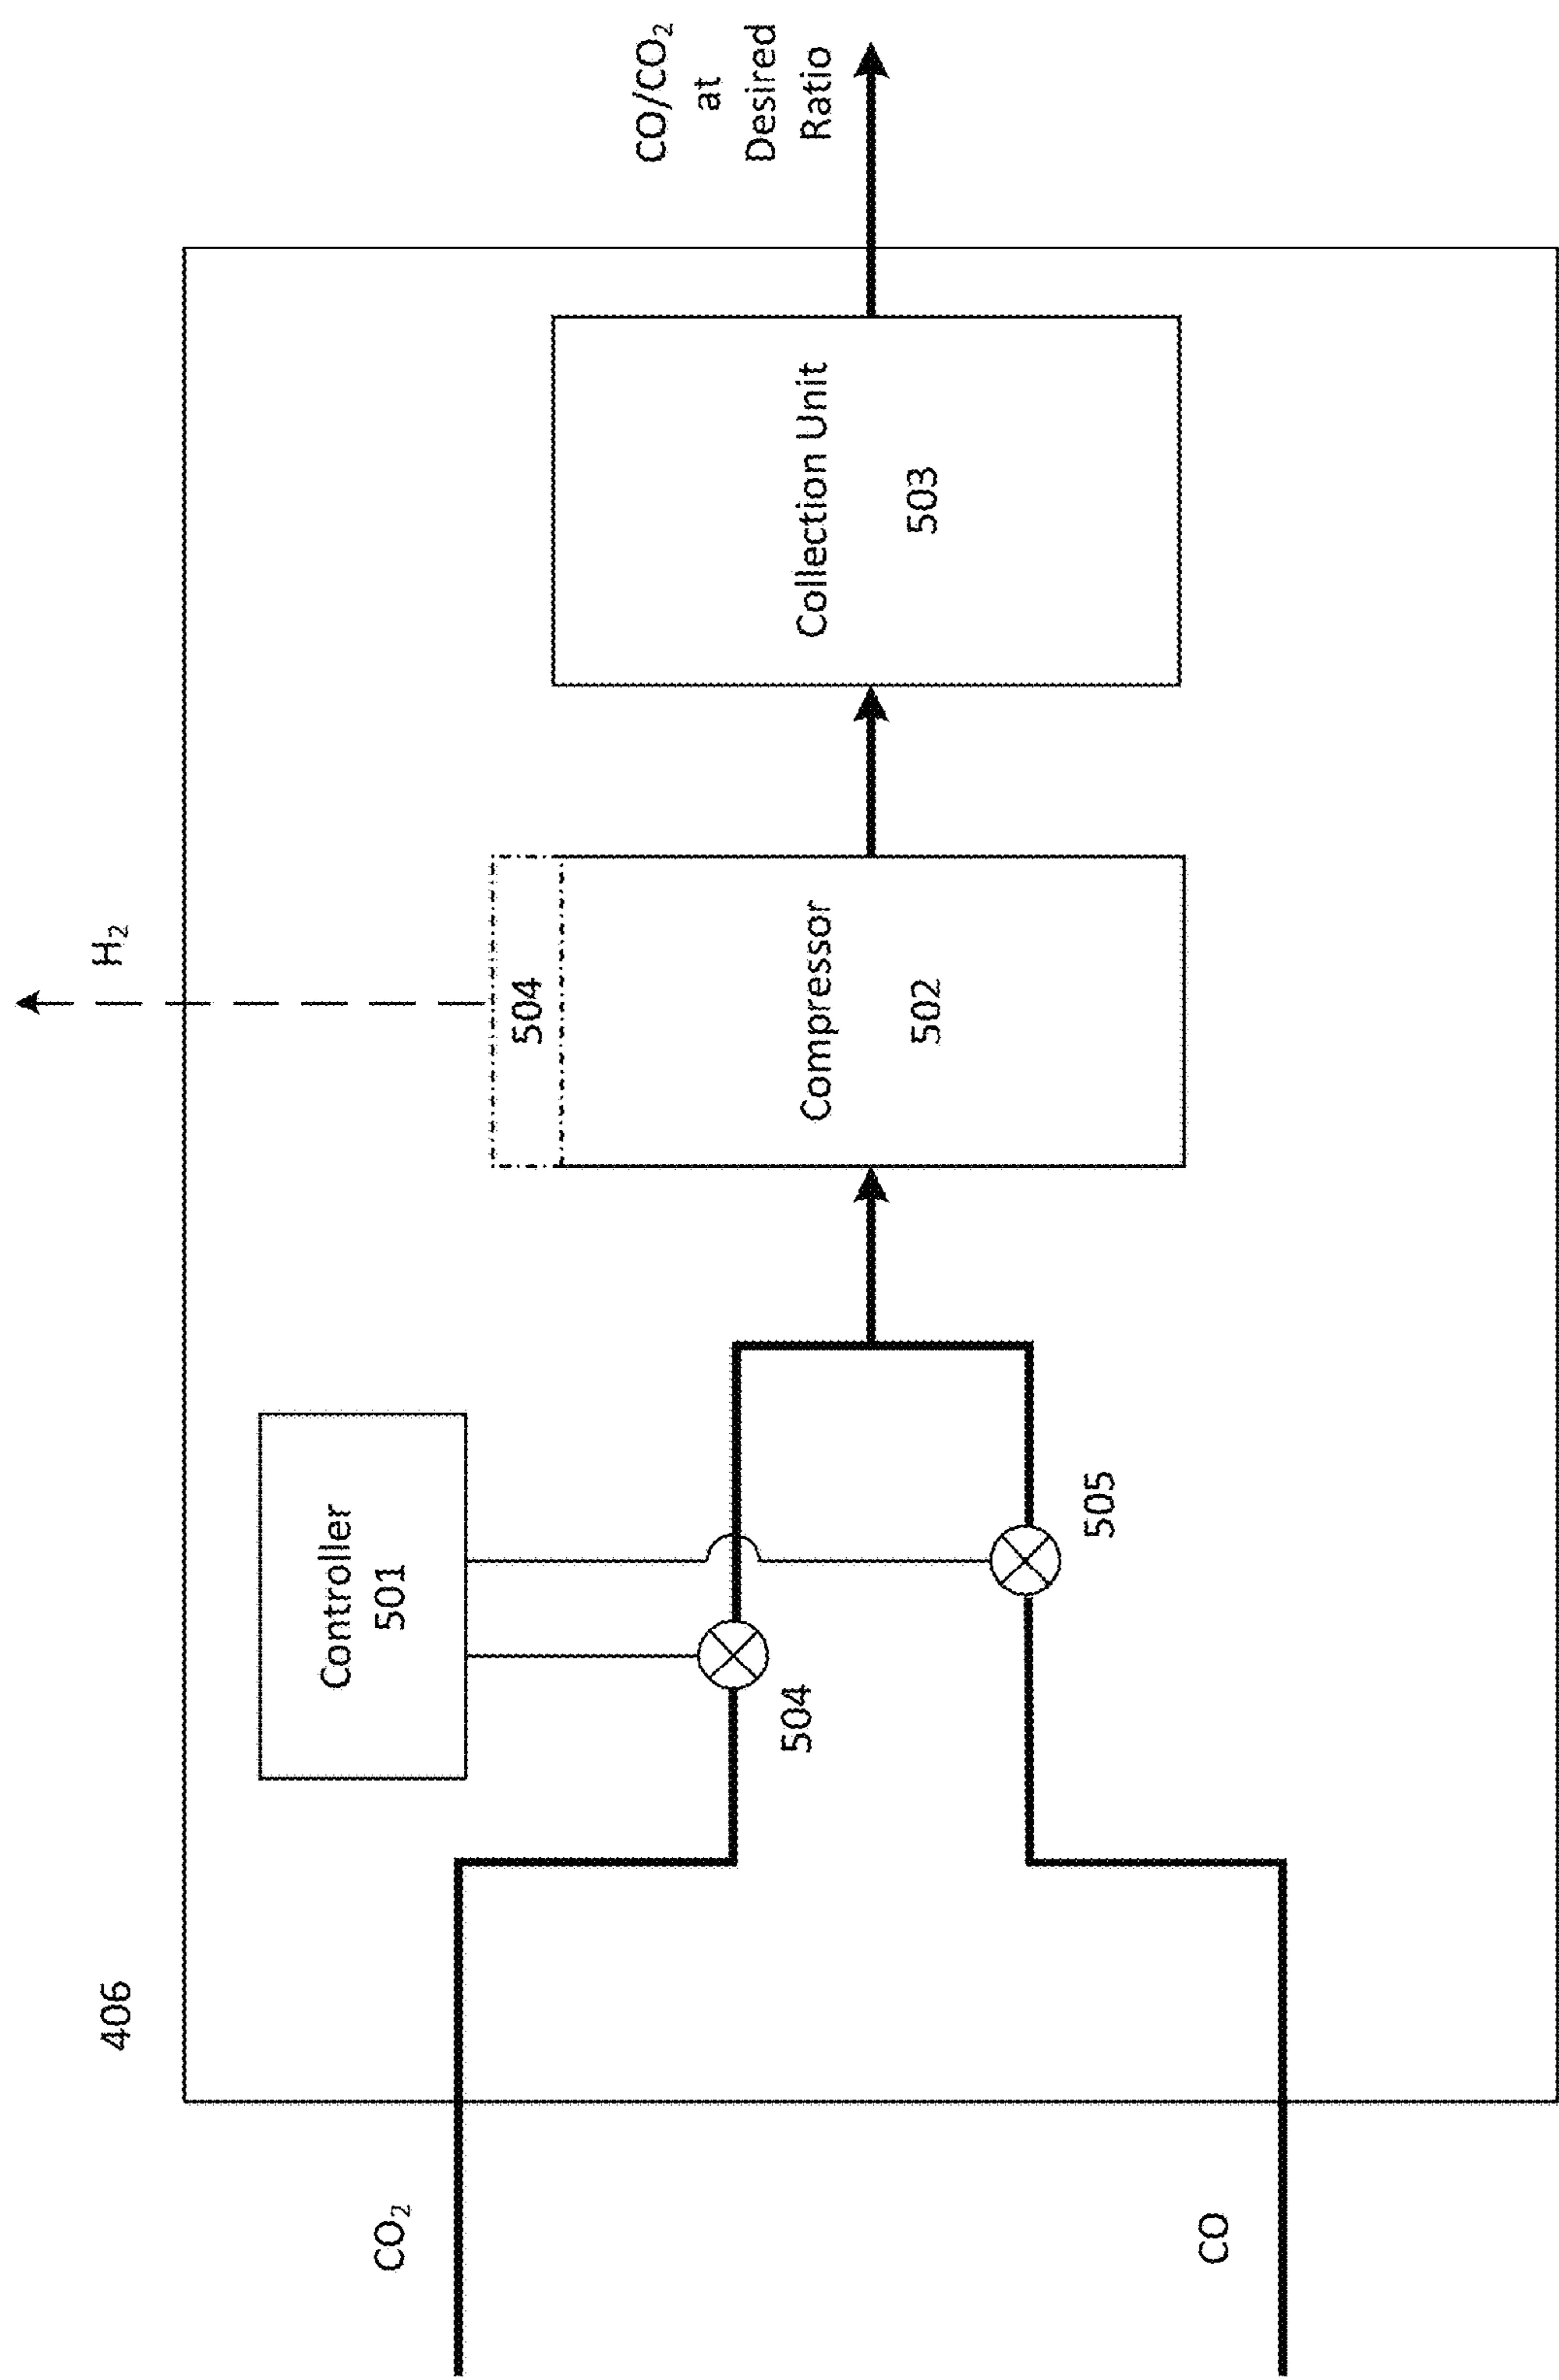 406
CO₂
CO
Controller
501
504
505
H₂
504
Compressor
502
Collection Unit
503
CO/CO₂
at
Desired
Ratio